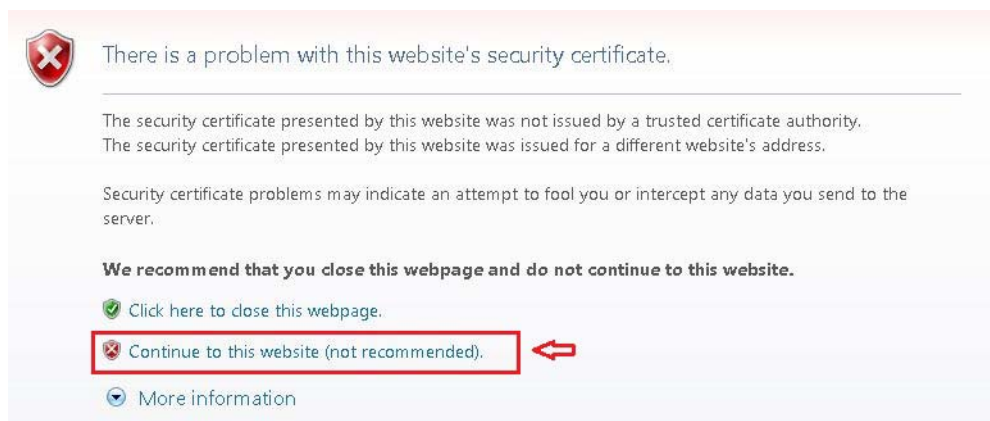 There is a problem with this website's security certificate.
The security certificate presented by this website was not issued by a trusted certificate authority.
The security certificate presented by this website was issued for a different website's address.
Security certificate problems may indicate an attempt to fool you or intercept any data you send to the
server.
We recommend that you close this webpage and do not continue to this website.
Click here to close this webpage.
Continue to this website (not recommended).
More information